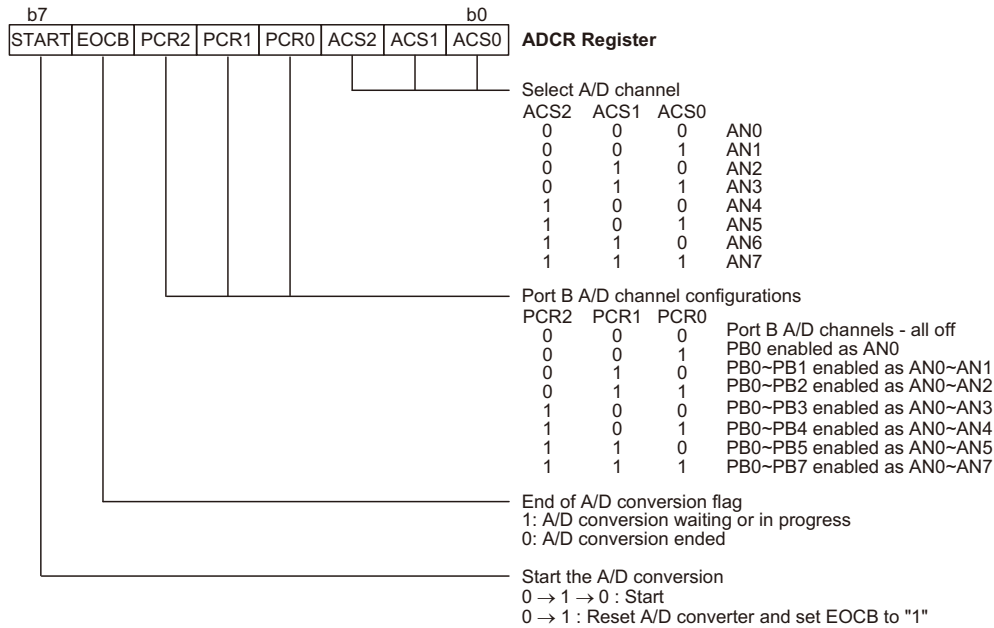 b7 b0
START EOCB PCR2 PCR1 PCR0 ACS2 ACS1 ACS0 ADCR Register
Select A/D channel
ACS2 ACS1 ACS0
0 0 0 AN0
0 0 1 AN1
0 1 0 AN2
0 1 1 AN3
1 0 0 AN4
1 0 1 AN5
1 1 0 AN6
1 1 1 AN7
Port B A/D channel configurations
PCR2 PCR1 PCR0
0 0 0 Port B A/D channels - all off
0 0 1 PB0 enabled as AN0
0 1 0 PB0~PB1 enabled as AN0~AN1
0 1 1 PB0~PB2 enabled as AN0~AN2
1 0 0 PB0~PB3 enabled as AN0~AN3
1 0 1 PB0~PB4 enabled as AN0~AN4
1 1 0 PB0~PB5 enabled as AN0~AN5
1 1 1 PB0~PB7 enabled as AN0~AN7
End of A/D conversion flag
1: A/D conversion waiting or in progress
0: A/D conversion ended
Start the A/D conversion
0 → 1 → 0 : Start
0 → 1 : Reset A/D converter and set EOCB to "1"